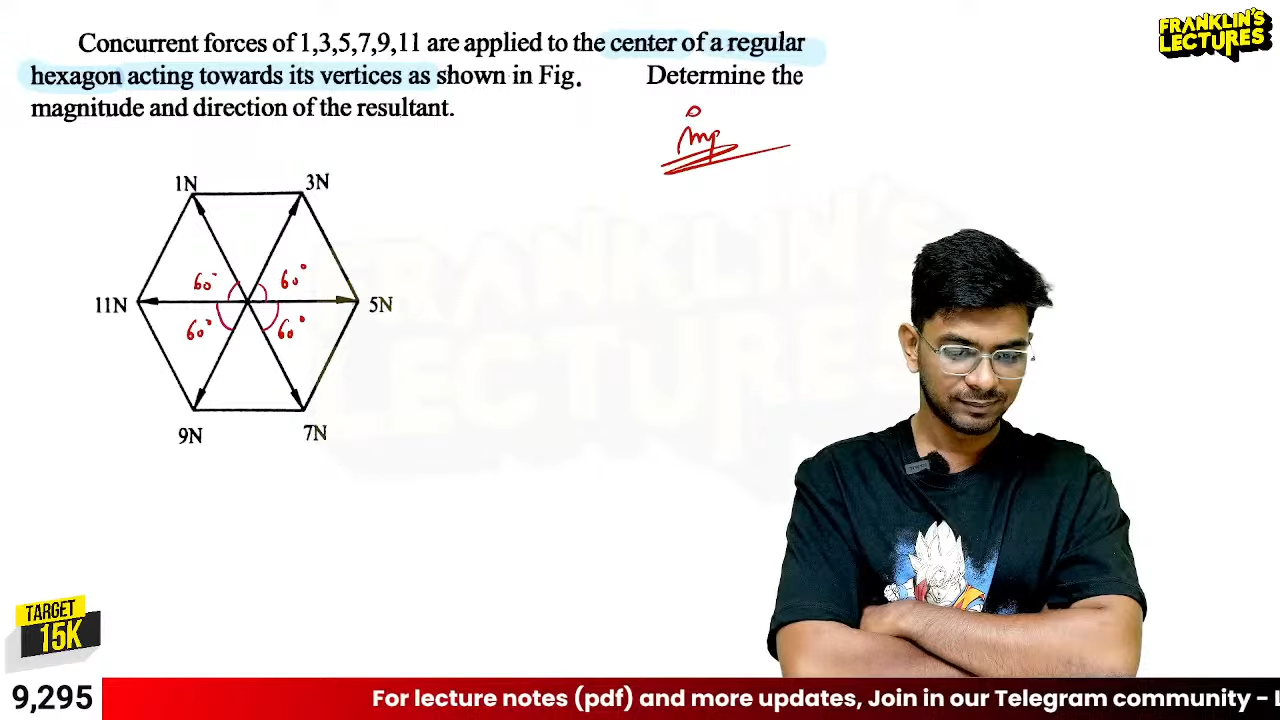 FRANKLIN'S
LECTURES
Concurrent forces of 1,3,5,7,9,11 are applied to the center of a regular
hexagon acting towards its vertices as shown in Fig. Determine the
magnitude and direction of the resultant.
imp
1N
3N
60°
60°
11N
5N
60°
60°
9N
7N
FRANKLIN'S
LECTURES
TARGET
15K
9,295
For lecture notes (pdf) and more updates, Join in our Telegram community -